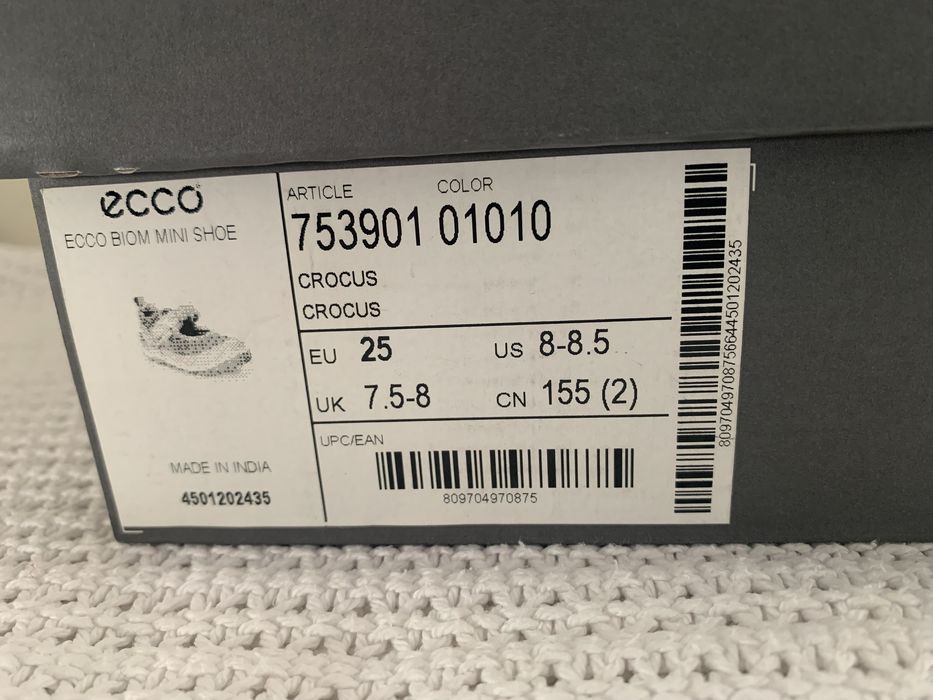 ecco
ECCO BIOM MINI SHOE
MADE IN INDIA
4501202435
ARTICLE COLOR
753901 01010
CROCUS
CROCUS
EU 25 US 8-8.5
UK 7.5-8 CN 155 (2)
UPC/EAN
809704970875
8097049708756644501202435